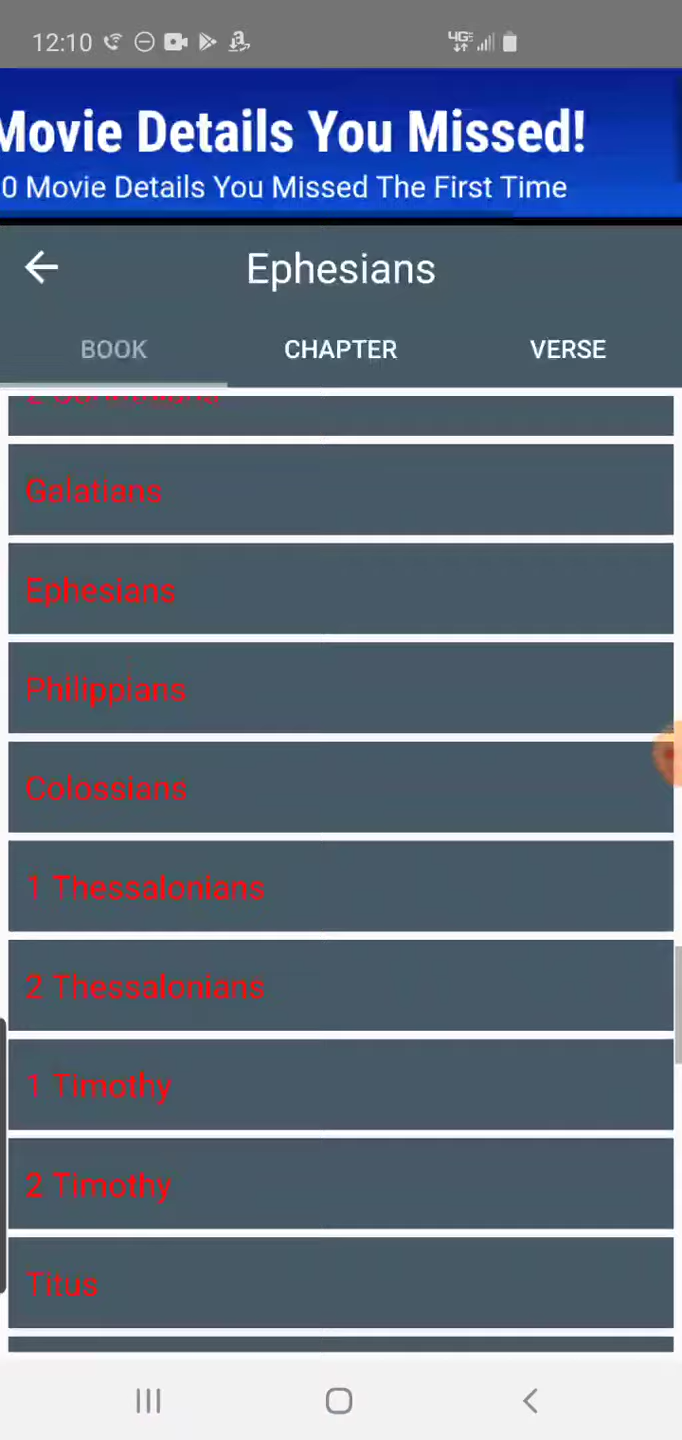 12:10
4GE
Movie Details You Missed!
0 Movie Details You Missed The First Time
Ephesians
BOOK
CHAPTER
VERSE
Galatians
Ephesians
Philippians
Colossians
1 Thessalonians
2 Thessalonians
1 Timothy
2 Timothy
Titus